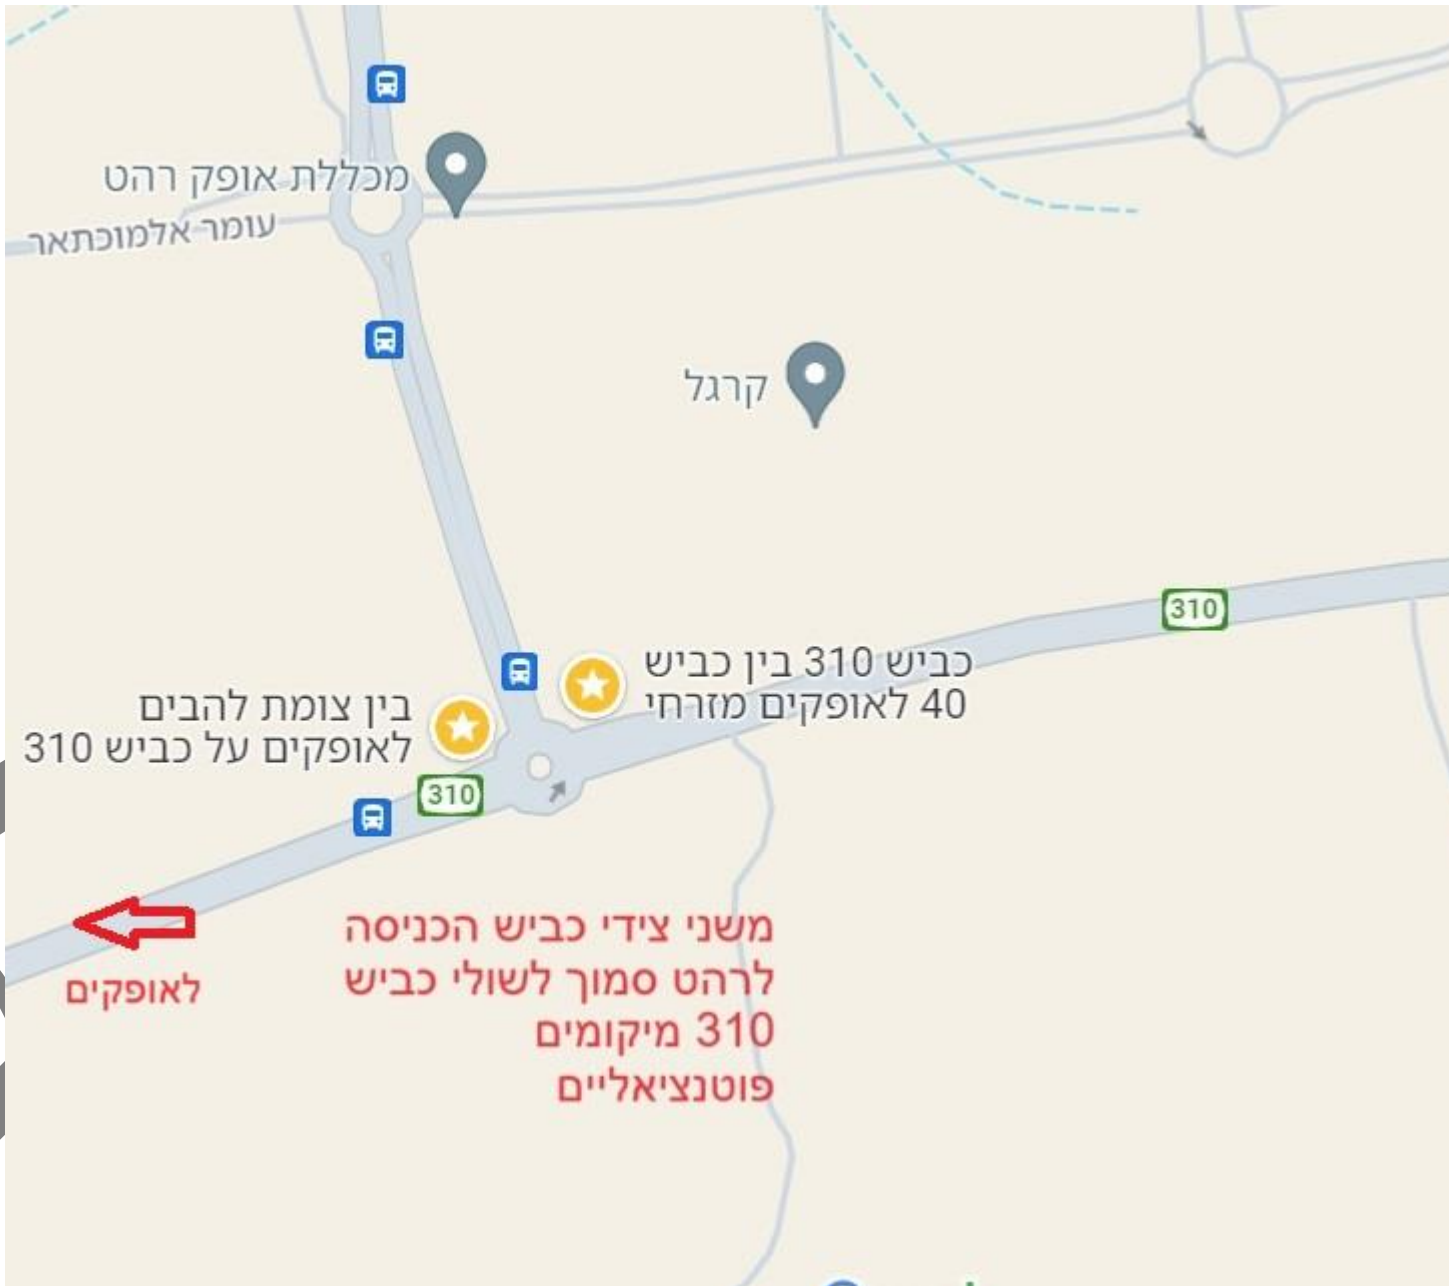 מכללת אופק רהט
עומר אלמוכתאר
קרגל
310
כביש 310 בין כביש
40 לאופקים מזרחי
בין צומת להבים
לאופקים על כביש 310
310
משני צידי כביש הכניסה
לרהט סמוך לשולי כביש
310 מיקומים
פוטנציאליים
לאופקים